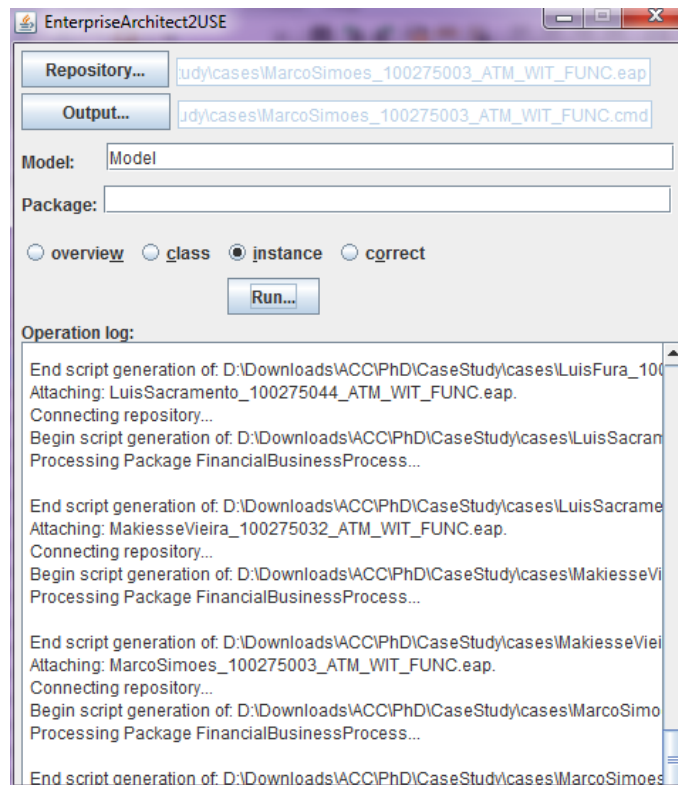 EnterpriseArchitect2USE
Repository... udy\cases\MarcoSimoes_100275003_ATM_WIT_FUNC.eap
Output... udy\cases\MarcoSimoes_100275003_ATM_WIT_FUNC.cmd
Model: Model
Package:
overview class instance correct
Run...
Operation log:
End script generation of: D:\Downloads\ACC\PhD\CaseStudy\cases\LuisFura_100
Attaching: LuisSacramento_100275044_ATM_WIT_FUNC.eap.
Connecting repository...
Begin script generation of: D:\Downloads\ACC\PhD\CaseStudy\cases\LuisSacram
Processing Package FinancialBusinessProcess...
End script generation of: D:\Downloads\ACC\PhD\CaseStudy\cases\LuisSacrame
Attaching: MakiesseVieira_100275032_ATM_WIT_FUNC.eap.
Connecting repository...
Begin script generation of: D:\Downloads\ACC\PhD\CaseStudy\cases\MakiesseVi
Processing Package FinancialBusinessProcess...
End script generation of: D:\Downloads\ACC\PhD\CaseStudy\cases\MakiesseViei
Attaching: MarcoSimoes_100275003_ATM_WIT_FUNC.eap.
Connecting repository...
Begin script generation of: D:\Downloads\ACC\PhD\CaseStudy\cases\MarcoSimo
Processing Package FinancialBusinessProcess...
End script generation of: D:\Downloads\ACC\PhD\CaseStudy\cases\MarcoSimoes